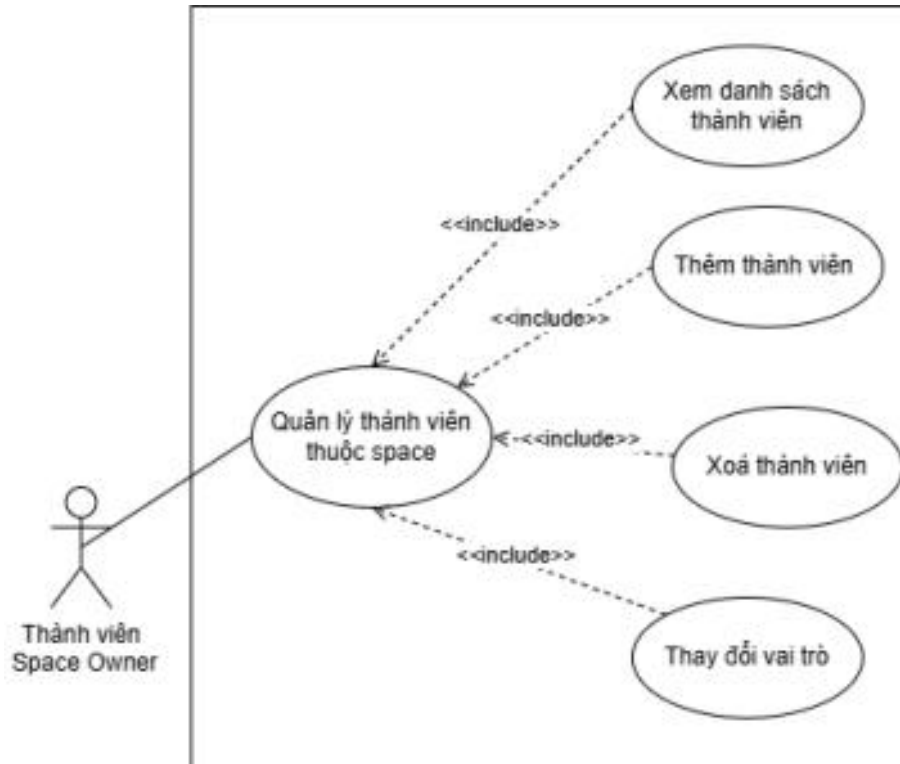 Xem danh sách
thành viên
<<include>>
Thêm thành viên
<<include>>
Quản lý thành viên
thuộc space
<<include>>
Xoá thành viên
<<include>>
Thành viên
Space Owner
Thay đổi vai trò